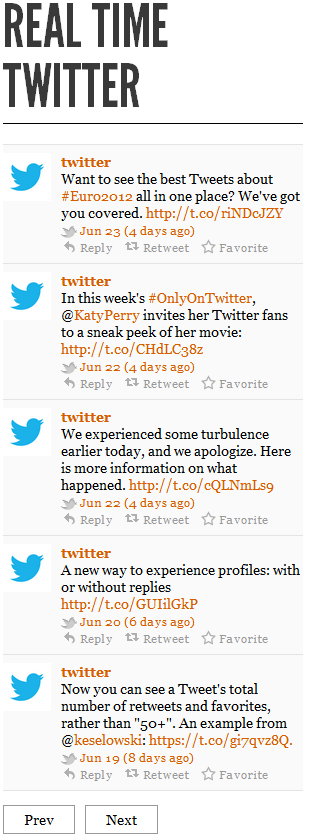 REAL TIME
TWITTER
twitter
Want to see the best Tweets about
#Euro2012 all in one place? We've got
you covered. http://t.co/riNDcJZY
Jun 23 (4 days ago)
Reply Retweet Favorite
twitter
In this week's #OnlyOnTwitter,
@KatyPerry invites her Twitter fans
to a sneak peek of her movie:
http://t.co/CHdLC38z
Jun 22 (4 days ago)
Reply Retweet Favorite
twitter
We experienced some turbulence
earlier today, and we apologize. Here
is more information on what
happened. http://t.co/cQLNmLs9
Jun 22 (4 days ago)
Reply Retweet Favorite
twitter
A new way to experience profiles: with
or without replies
http://t.co/GUIilGkP
Jun 20 (6 days ago)
Reply Retweet Favorite
twitter
Now you can see a Tweet's total
number of retweets and favorites,
rather than "50+". An example from
@keselowski: https://t.co/gi7qvz8Q.
Jun 19 (8 days ago)
Reply Retweet Favorite
Prev Next